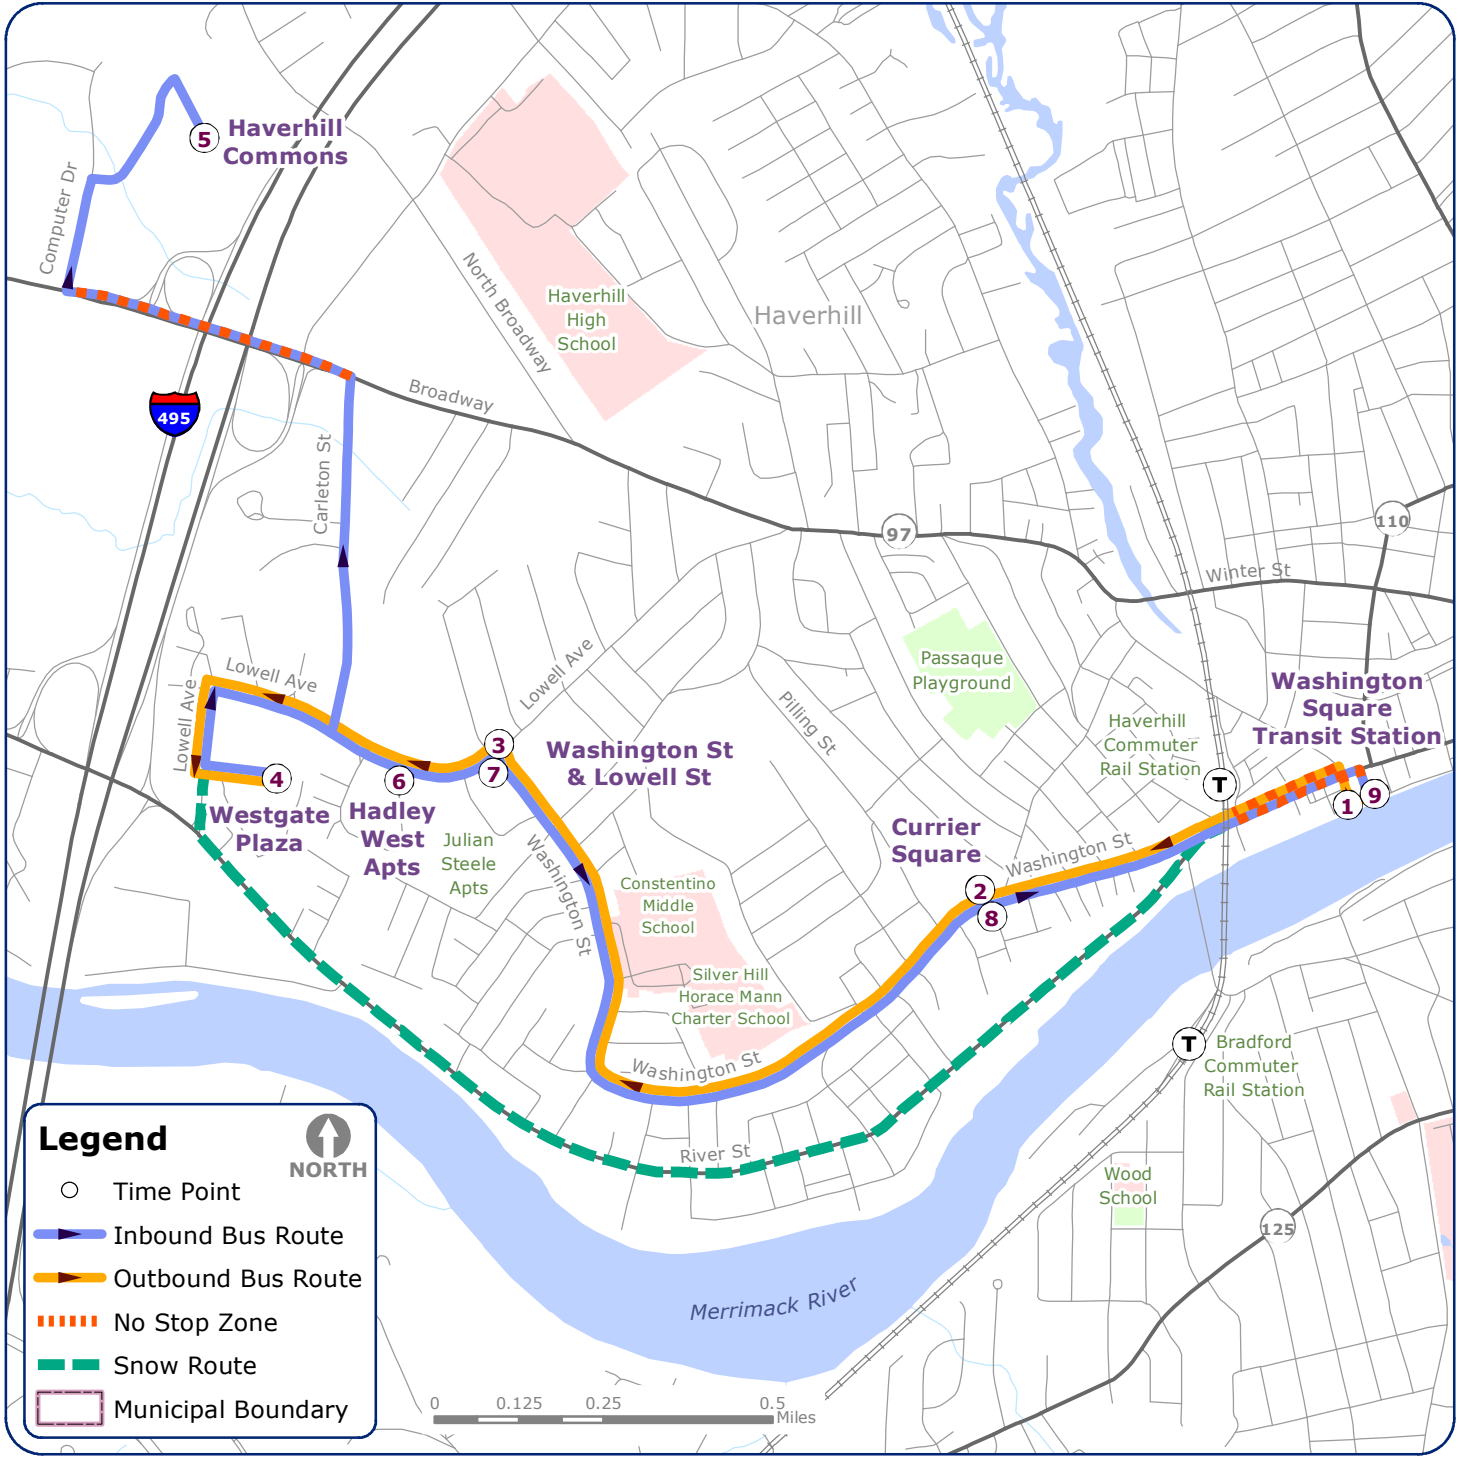 5
Haverhill
Commons
Computer Dr
North Broadway
Haverhill
High
School
Haverhill
Broadway
495
Carleton St
97
110
Winter St
Passaque
Playground
Lowell Ave
Lowell Ave
Lowell Ave
Pilling St
Washington
Square
Transit Station
Haverhill
Commuter
Rail Station
T
1
9
3
7
Washington St
& Lowell St
4
6
Westgate
Plaza
Hadley
West
Apts
Julian
Steele
Apts
Washington St
Currier
Square
Washington St
2
8
Constentino
Middle
School
Silver Hill
Horace Mann
Charter School
Washington St
T
Bradford
Commuter
Rail Station
River St
Wood
School
125
Merrimack River
Legend
NORTH
Time Point
Inbound Bus Route
Outbound Bus Route
No Stop Zone
Snow Route
Municipal Boundary
0 0.125 0.25 0.5
Miles